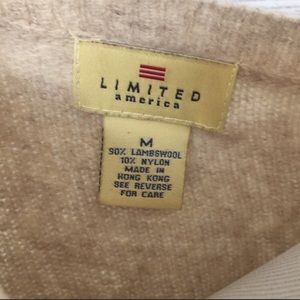 LIMITED
america
M
90% LAMBSWOOL
10% NYLON
MADE IN
HONG KONG
SEE REVERSE
FOR CARE